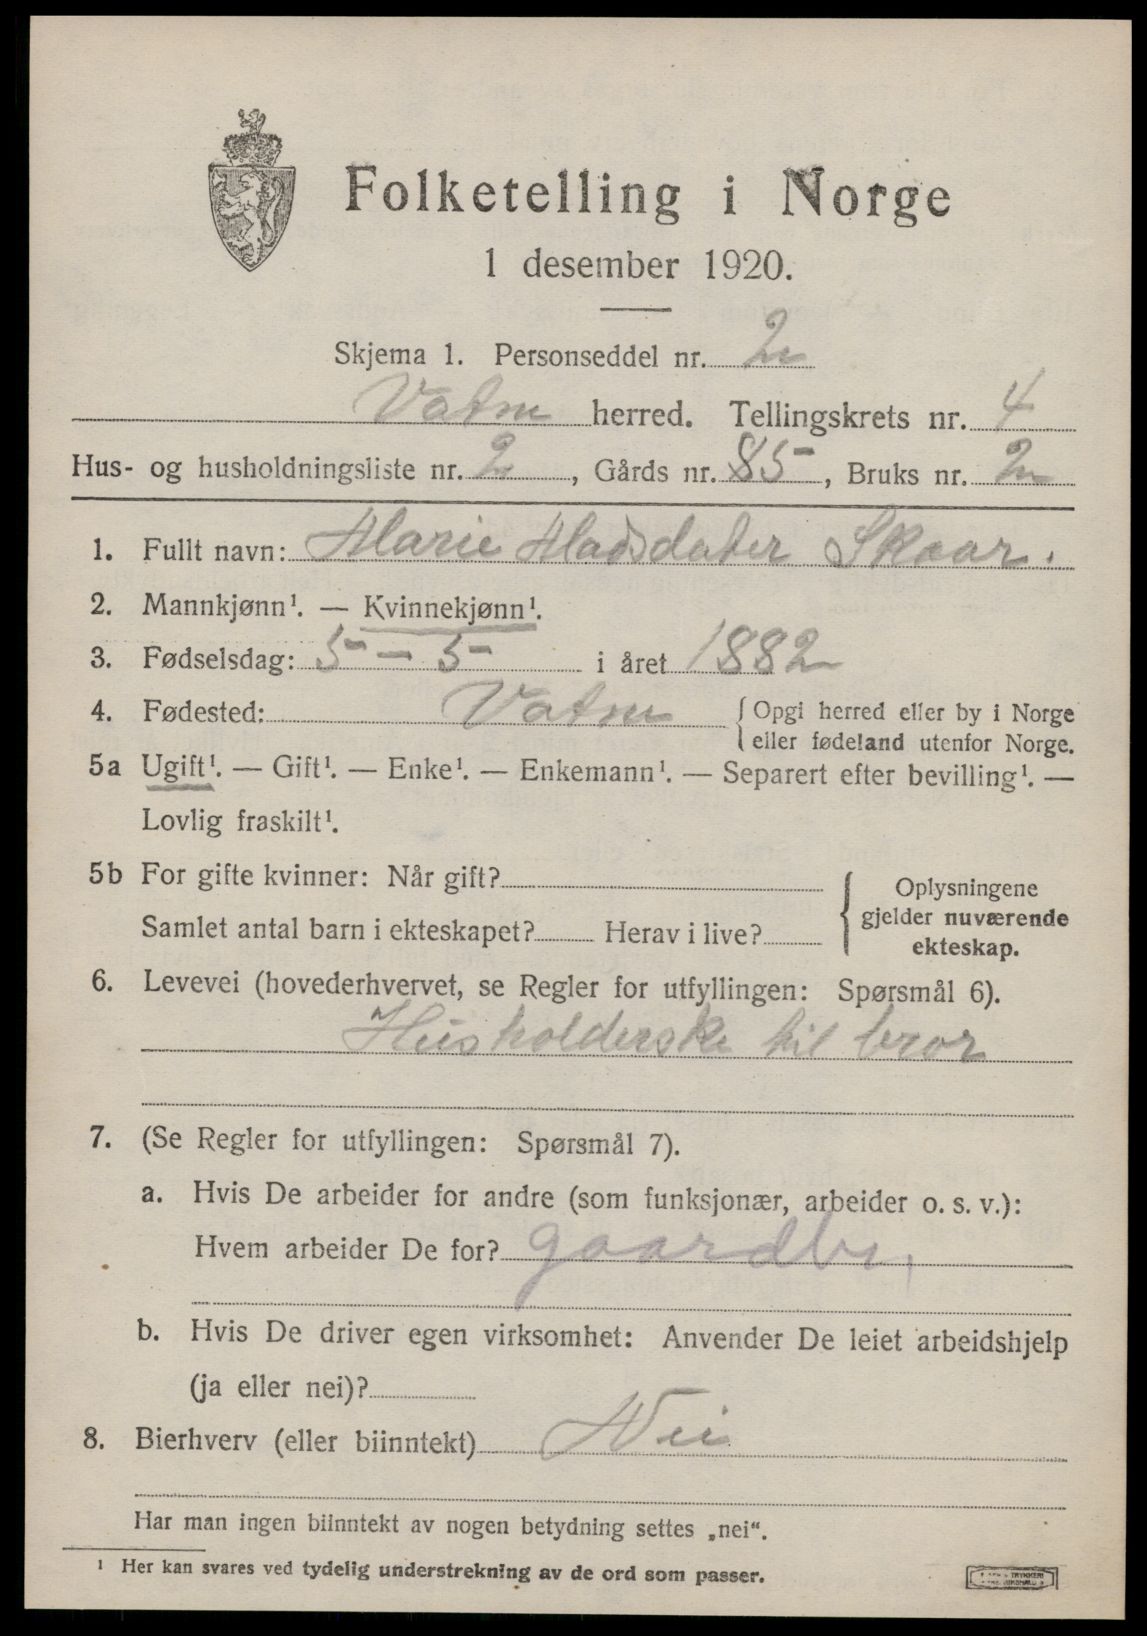 Folketelling i Norge
1 desember 1920.
Skjema 1. Personseddel nr. 2
Vatne herred. Tellingskrets nr. 4
Hus- og husholdningsliste nr. 2, Gårds nr. 85, Bruks nr. 2
1. Fullt navn: Marie Madsdater Skaar.
2. Mannkjønn¹. — Kvinnekjønn¹.
3. Fødselsdag: 5 — 5 i året 1882
4. Fødested: Vatne { Opgi herred eller by i Norge
eller fødeland utenfor Norge.
5a Ugift¹. — Gift¹. — Enke¹. — Enkemann¹. — Separert efter bevilling¹. —
Lovlig fraskilt¹.
5b For gifte kvinner: Når gift?
Samlet antal barn i ekteskapet? Herav i live?
{ Oplysningene
gjelder nuværende
ekteskap.
6. Levevei (hovederhvervet, se Regler for utfyllingen: Spørsmål 6).
Husholderske hil bror
7. (Se Regler for utfyllingen: Spørsmål 7).
a. Hvis De arbeider for andre (som funksjonær, arbeider o. s. v.):
Hvem arbeider De for? gaardbr,
b. Hvis De driver egen virksomhet: Anvender De leiet arbeidshjelp
(ja eller nei)?
8. Bierhverv (eller biinntekt) Nei
Har man ingen biinntekt av nogen betydning settes „nei“.
¹ Her kan svares ved tydelig understrekning av de ord som passer.